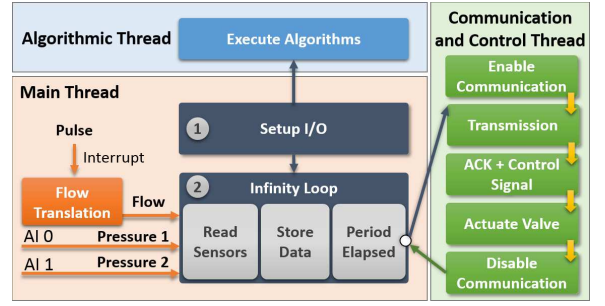 Algorithmic Thread
Execute Algorithms
Communication
and Control Thread
Enable
Communication
Transmission
ACK + Control
Signal
Actuate Valve
Disable
Communication
Main Thread
1
Setup I/O
Pulse
Interrupt
2
Infinity Loop
Flow
Translation
Flow
AI 0
Pressure 1
AI 1
Pressure 2
Read
Sensors
Store
Data
Period
Elapsed